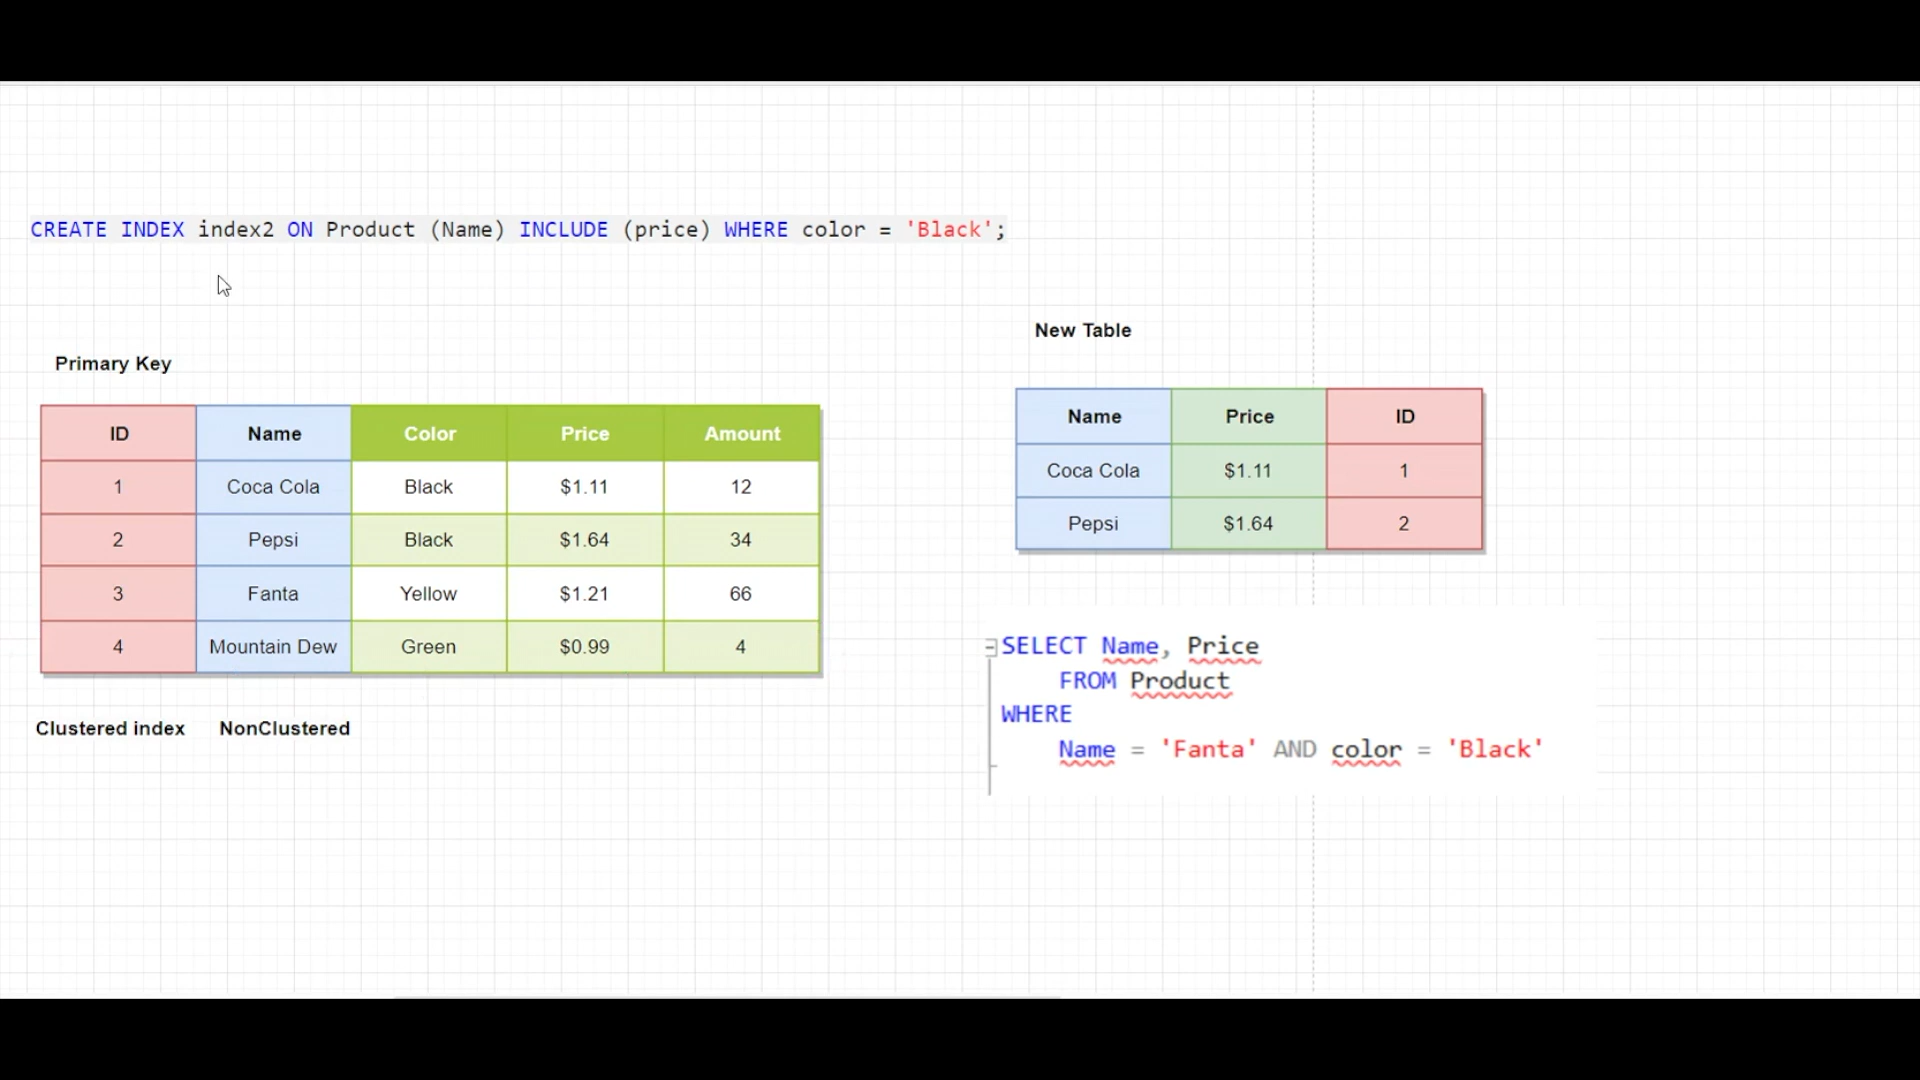 CREATE INDEX index2 ON Product (Name) INCLUDE (price) WHERE color = 'Black';
New Table
Primary Key
Name Price ID
Coca Cola $1.11 1
Pepsi $1.64 2
ID Name Color Price Amount
1 Coca Cola Black $1.11 12
2 Pepsi Black $1.64 34
3 Fanta Yellow $1.21 66
4 Mountain Dew Green $0.99 4
Clustered index NonClustered
SELECT Name, Price
FROM Product
WHERE
Name = 'Fanta' AND color = 'Black'